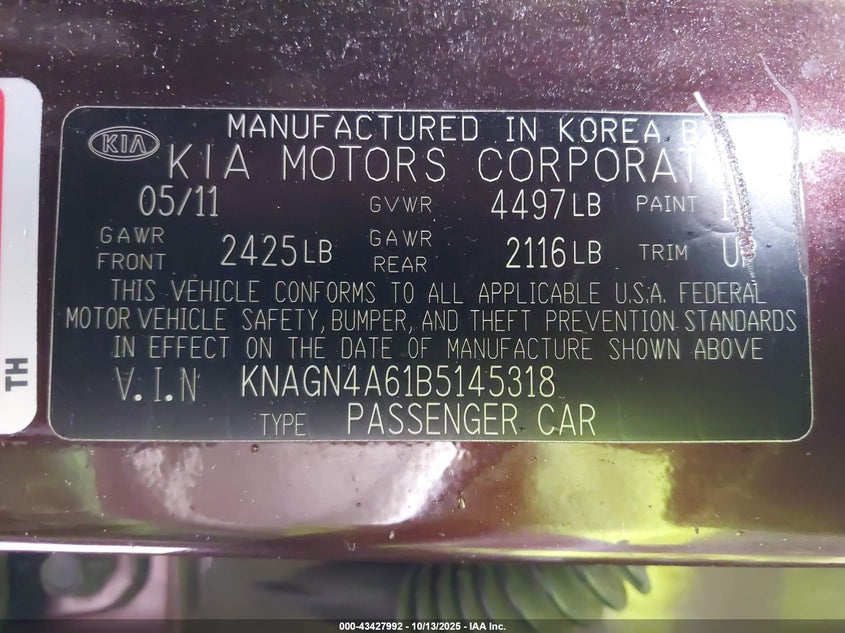 MANUFACTURED IN KOREA
KIA
KIA MOTORS
05/11 GVWR 4497LB PAINT
GAWR FRONT 2425LB GAWR REAR 2116LB TRIM
THIS VEHICLE CONFORMS TO ALL APPLICABLE U.S.A. FEDERAL
MOTOR VEHICLE SAFETY, BUMPER, AND THEFT PREVENTION STANDARDS
IN EFFECT ON THE DATE OF MANUFACTURE SHOWN ABOVE
V.I.N KNAGN4A61B5145318
TYPE PASSENGER CAR
TH
000-43427992 - 10/13/2025 - IAA Inc.